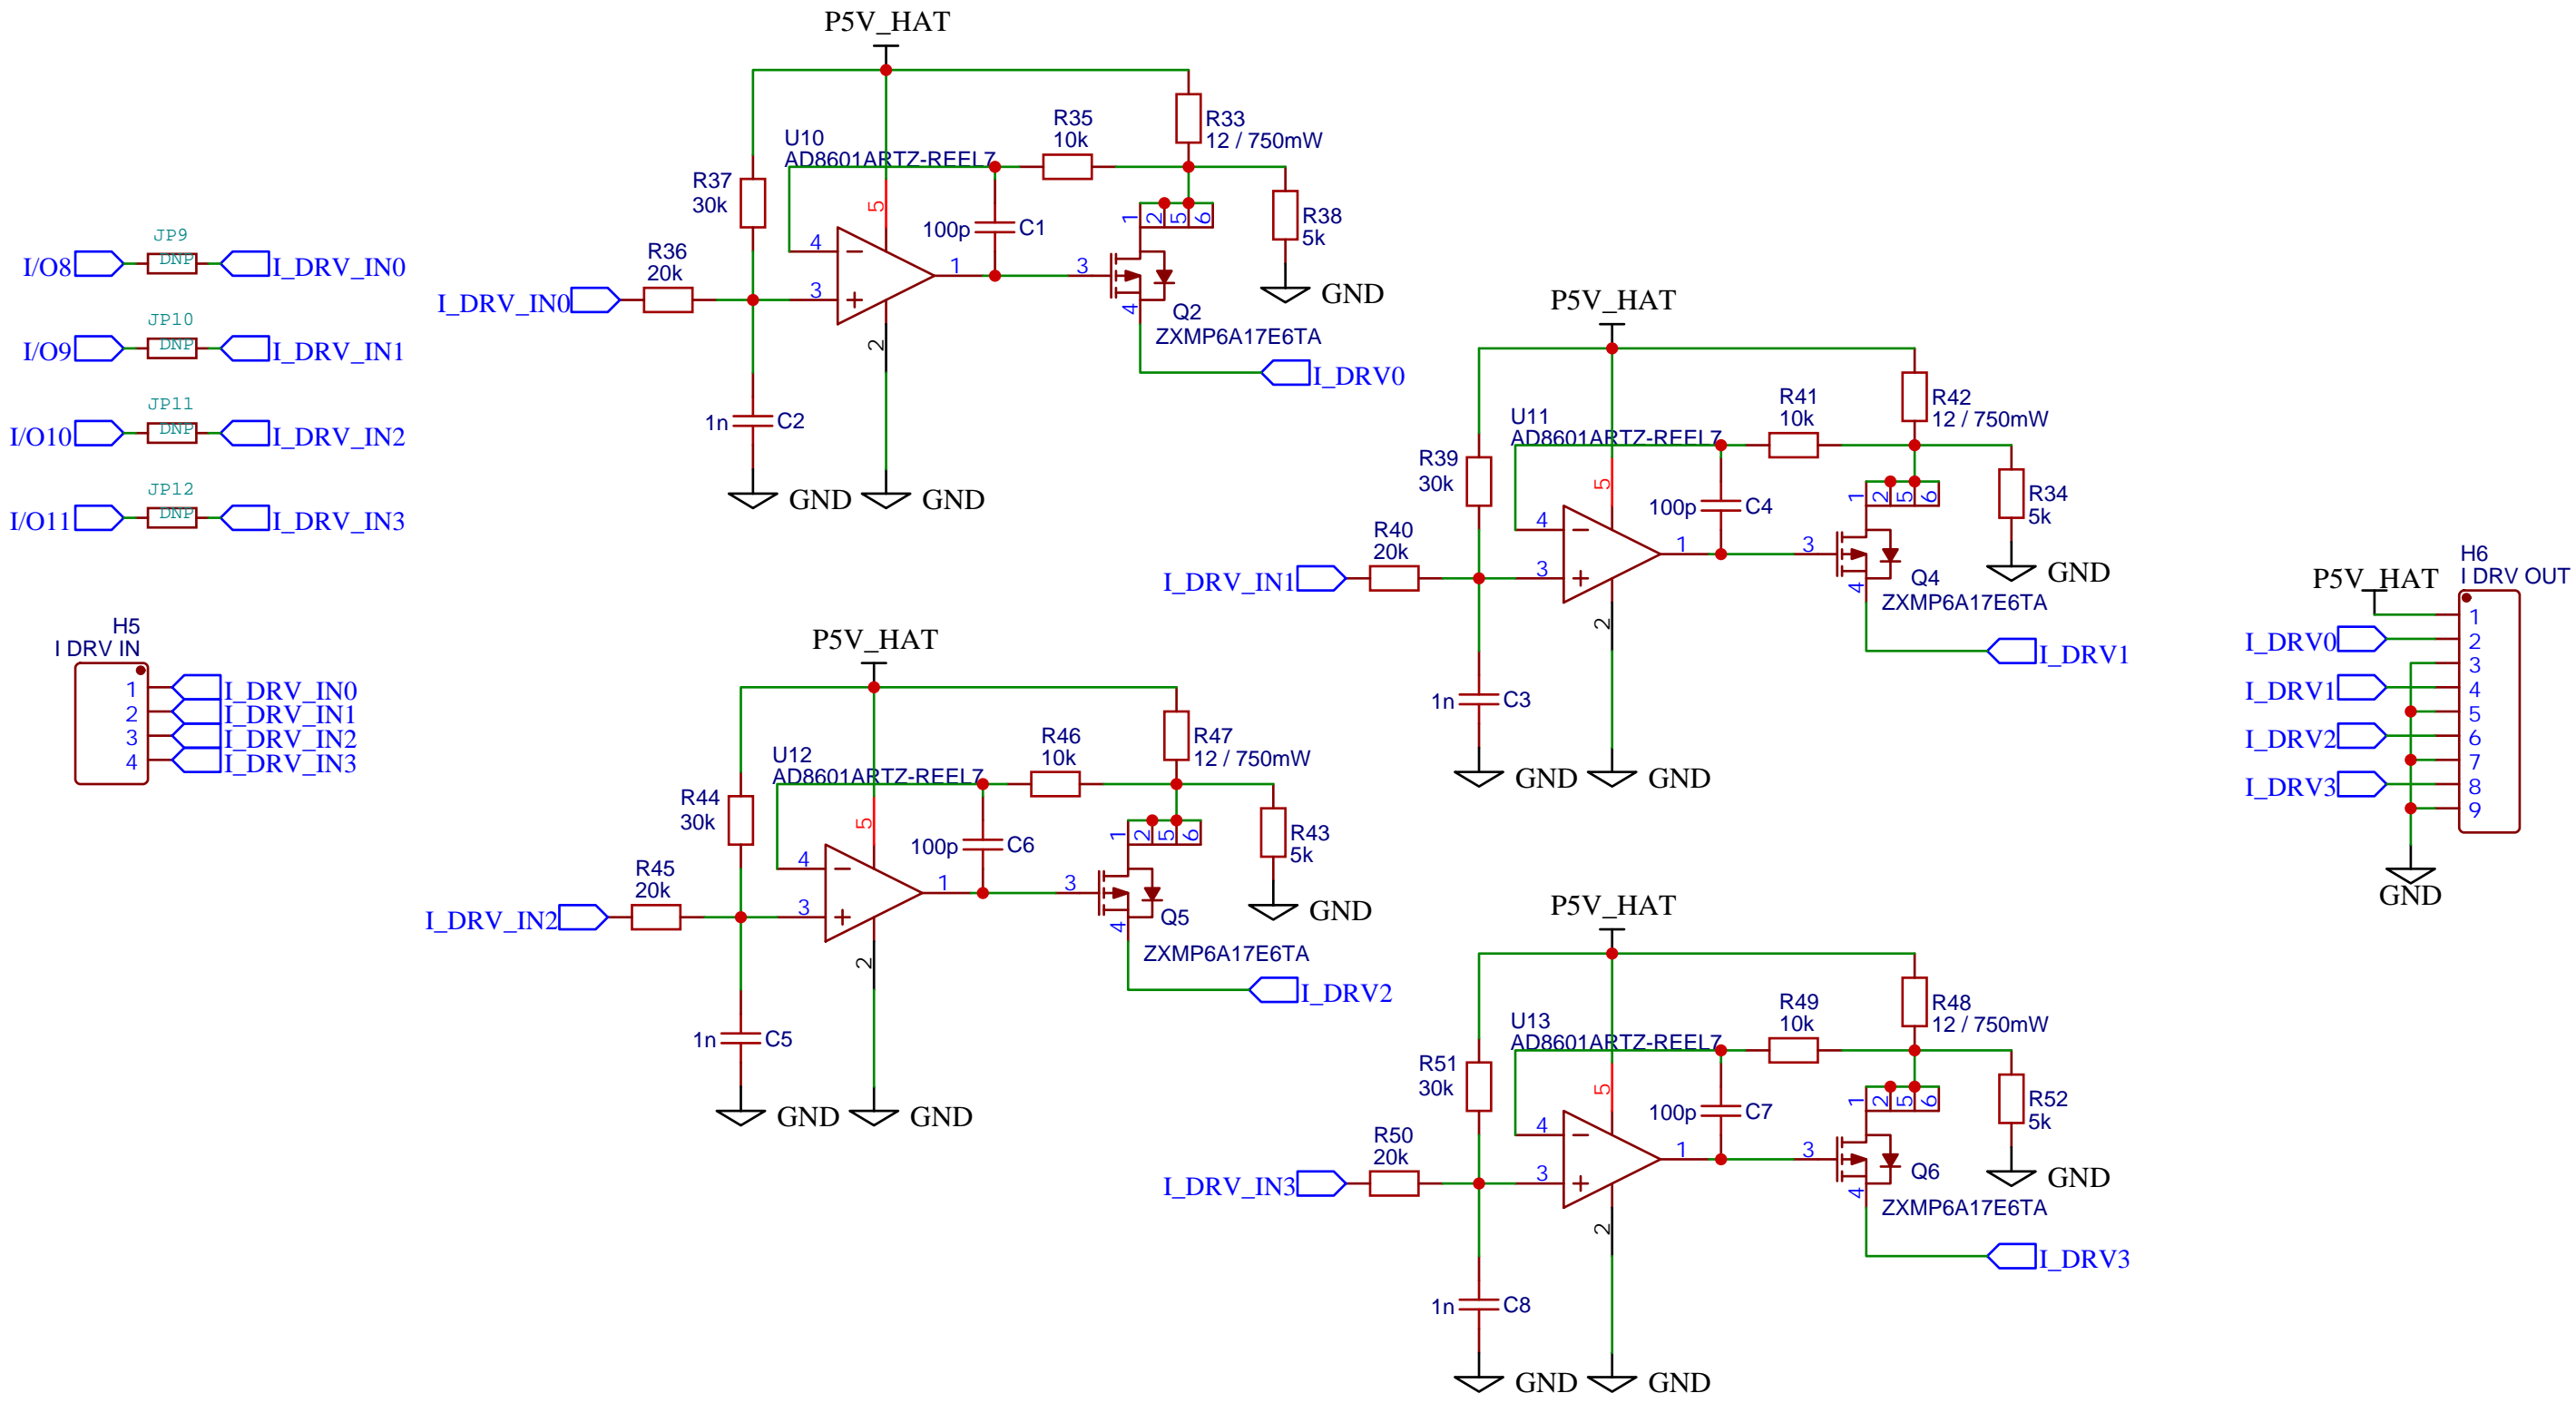 P5V_HAT
R33
12 / 750mW
R35
10k
U10
AD8601ARTZ-REEL7
R37
30k
5
100p
C1
1
2
5
6
R38
5k
GND
4
3
1
3
R36
20k
I_DRV_IN0
4
Q2
ZXMP6A17E6TA
2
I_DRV0
1n
C2
GND
GND
JP9
I/O8
DNP
I_DRV_IN0
JP10
I/O9
DNP
I_DRV_IN1
JP11
I/O10
DNP
I_DRV_IN2
JP12
I/O11
DNP
I_DRV_IN3
H5
I DRV IN
1
I_DRV_IN0
2
I_DRV_IN1
3
I_DRV_IN2
4
I_DRV_IN3
P5V_HAT
R42
12 / 750mW
R41
10k
U11
AD8601ARTZ-REEL7
R39
30k
5
100p
C4
1
2
5
6
R34
5k
GND
4
3
1
3
R40
20k
I_DRV_IN1
4
Q4
ZXMP6A17E6TA
2
I_DRV1
1n
C3
GND
GND
P5V_HAT
R47
12 / 750mW
R46
10k
U12
AD8601ARTZ-REEL7
R44
30k
5
100p
C6
1
2
5
6
R43
5k
GND
4
3
1
3
R45
20k
I_DRV_IN2
4
Q5
ZXMP6A17E6TA
2
I_DRV2
1n
C5
GND
GND
P5V_HAT
R48
12 / 750mW
R49
10k
U13
AD8601ARTZ-REEL7
R51
30k
5
100p
C7
1
2
5
6
R52
5k
GND
4
3
1
3
R50
20k
I_DRV_IN3
4
Q6
ZXMP6A17E6TA
2
I_DRV3
1n
C8
GND
GND
H6
I DRV OUT
P5V_HAT
1
I_DRV0
2
3
I_DRV1
4
5
I_DRV2
6
7
I_DRV3
8
9
GND